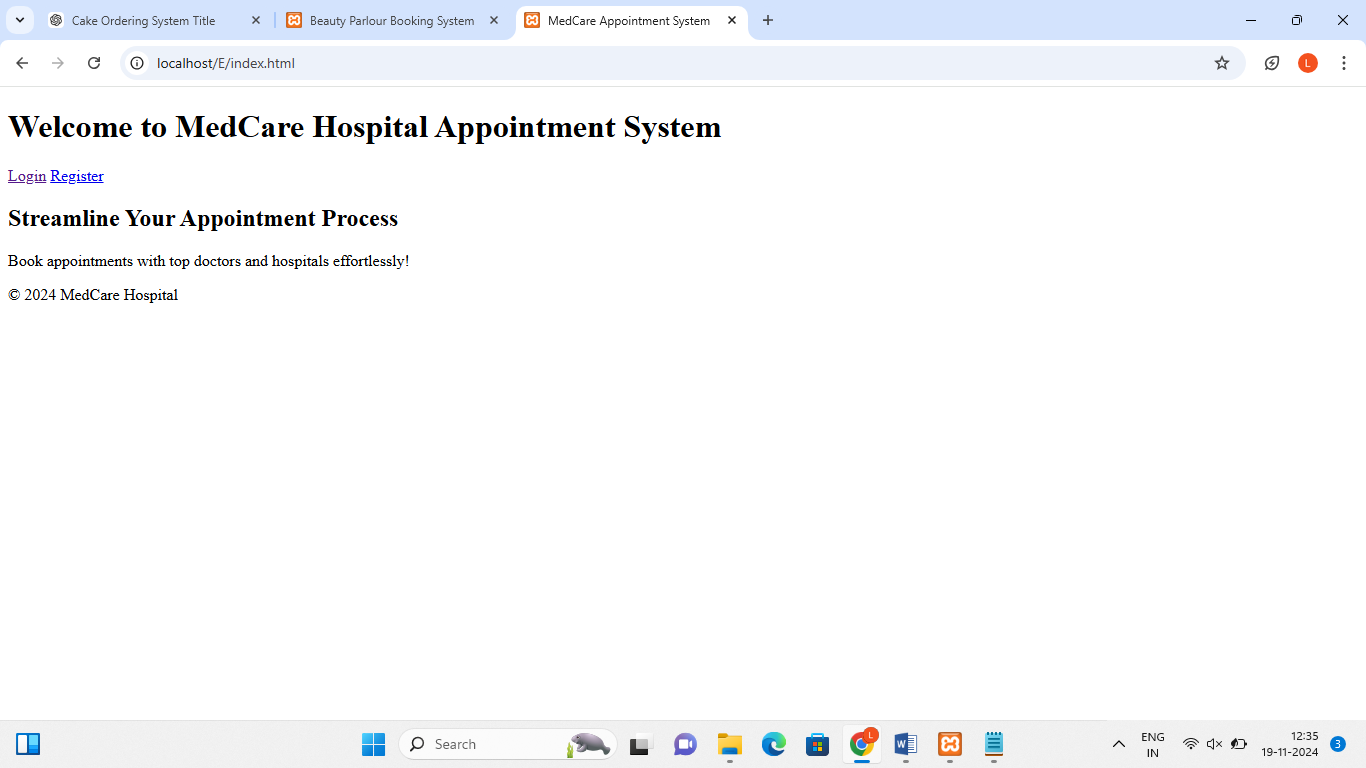 Cake Ordering System Title
Beauty Parlour Booking System
MedCare Appointment System
localhost/E/index.html
L
Welcome to MedCare Hospital Appointment System
Login Register
Streamline Your Appointment Process
Book appointments with top doctors and hospitals effortlessly!
© 2024 MedCare Hospital
Search
L
W
ENG
IN
12:35
19-11-2024
3